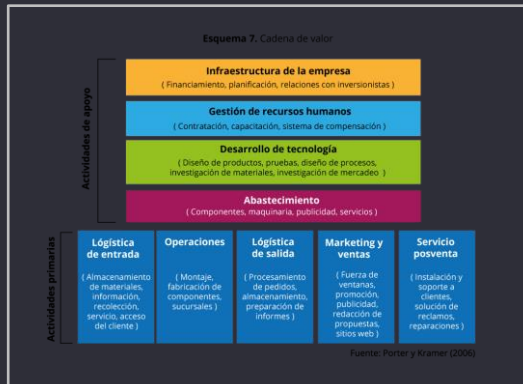 Esquema 7. Cadena de valor
Actividades de apoyo
Infraestructura de la empresa
( Financiamiento, planificación, relaciones con inversionistas )
Gestión de recursos humanos
( Contratación, capacitación, sistema de compensación )
Desarrollo de tecnología
( Diseño de productos, pruebas, diseño de procesos,
investigación de materiales, investigación de mercadeo )
Abastecimiento
( Componentes, maquinaria, publicidad, servicios )
Actividades primarias
Lógística
de entrada
( Almacenamiento
de materiales,
información,
recolección,
servicio, acceso
del cliente )
Operaciones
( Montaje,
fabricación de
componentes,
sucursales )
Lógística
de salida
( Procesamiento
de pedidos,
almacenamiento,
preparación de
informes )
Marketing y
ventas
( Fuerza de
ventanas,
promoción,
publicidad,
redacción de
propuestas,
sitios web )
Servicio
posventa
( Instalación y
soporte a
clientes,
solución de
reclamos,
reparaciones )
Fuente: Porter y Kramer (2006)